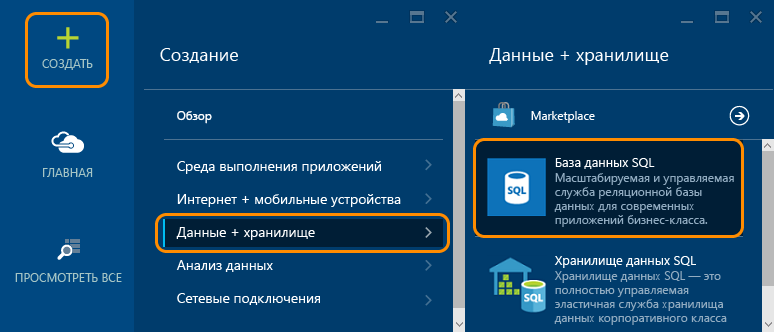 СОЗДАТЬ
ГЛАВНАЯ
ПРОСМОТРЕТЬ ВСЕ
Создание
Обзор
Среда выполнения приложений
Интернет + мобильные устройства
Данные + хранилище
Анализ данных
Сетевые подключения
Данные + хранилище
Marketplace
SQL
База данных SQL
Масштабируемая и управляемая
служба реляционной базы
данных для современных
приложений бизнес-класса.
SQL
Хранилище данных SQL
Хранилище данных SQL — это
полностью управляемая
эластичная служба хранилища
данных корпоративного класса